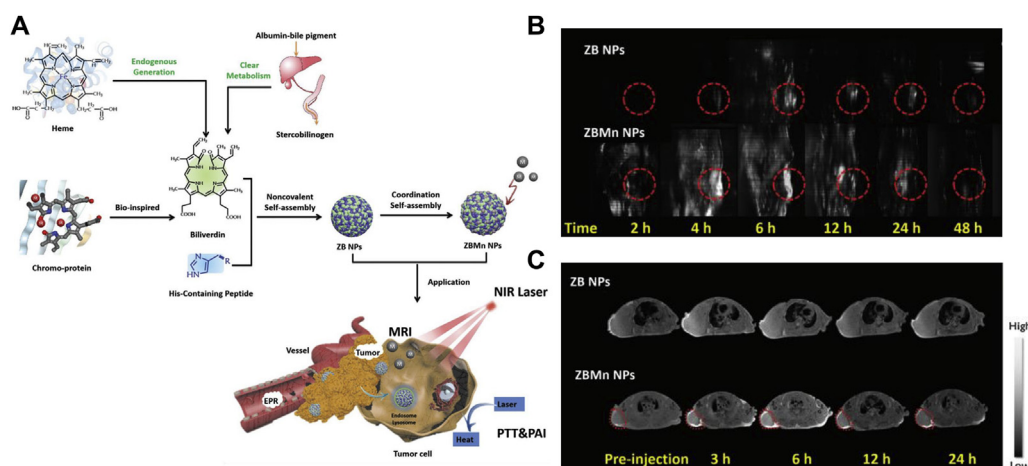 A
Albumin-bile pigment
Endogenous
Generation
Clear
Metabolism
Heme
Stercobilinogen
Chromo-protein
Bio-inspired
Biliverdin
Noncovalent
Self-assembly
ZB NPs
Coordination
Self-assembly
ZBMn NPs
His-Containing Peptide
Application
NIR Laser
MRI
Vessel
Tumor
EPR
Endosome
Lysosome
Laser
Heat
PTT&PAI
Tumor cell
B
ZB NPs
ZBMn NPs
Time 2 h 4 h 6 h 12 h 24 h 48 h
C
ZB NPs
ZBMn NPs
Pre-injection 3 h 6 h 12 h 24 h
High
Low